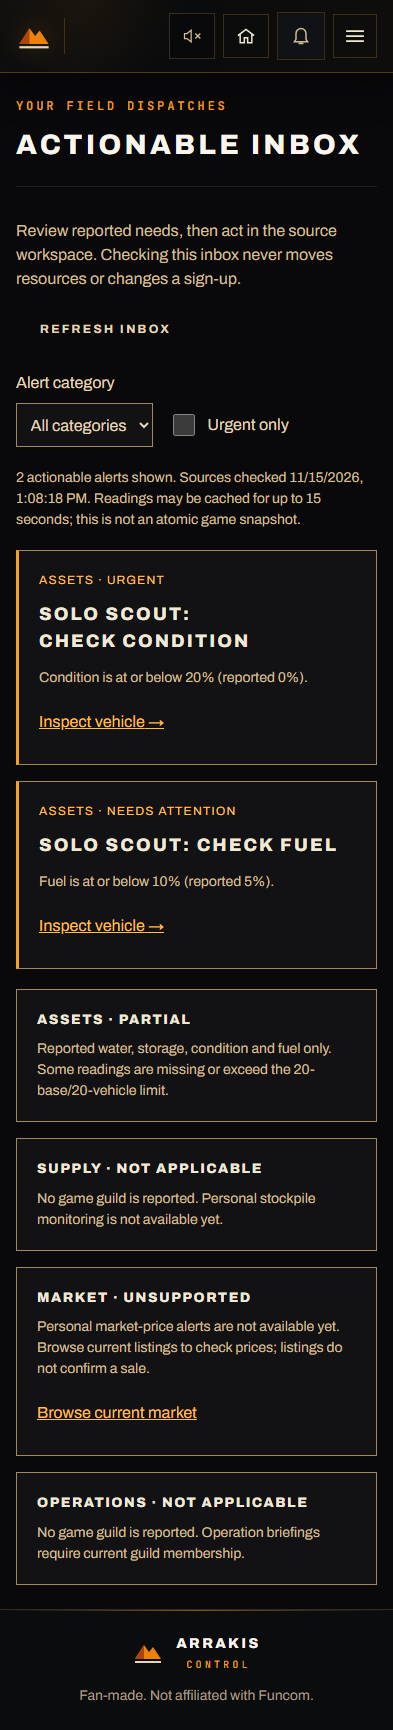 YOUR FIELD DISPATCHES
ACTIONABLE INBOX
Review reported needs, then act in the source
workspace. Checking this inbox never moves
resources or changes a sign-up.
REFRESH INBOX
Alert category
All categories
Urgent only
2 actionable alerts shown. Sources checked 11/15/2026,
1:08:18 PM. Readings may be cached for up to 15
seconds; this is not an atomic game snapshot.
ASSETS · URGENT
SOLO SCOUT:
CHECK CONDITION
Condition is at or below 20% (reported 0%).
Inspect vehicle →
ASSETS · NEEDS ATTENTION
SOLO SCOUT: CHECK FUEL
Fuel is at or below 10% (reported 5%).
Inspect vehicle →
ASSETS · PARTIAL
Reported water, storage, condition and fuel only.
Some readings are missing or exceed the 20-
base/20-vehicle limit.
SUPPLY · NOT APPLICABLE
No game guild is reported. Personal stockpile
monitoring is not available yet.
MARKET · UNSUPPORTED
Personal market-price alerts are not available yet.
Browse current listings to check prices; listings do
not confirm a sale.
Browse current market
OPERATIONS · NOT APPLICABLE
No game guild is reported. Operation briefings
require current guild membership.
ARRAKIS
CONTROL
Fan-made. Not affiliated with Funcom.